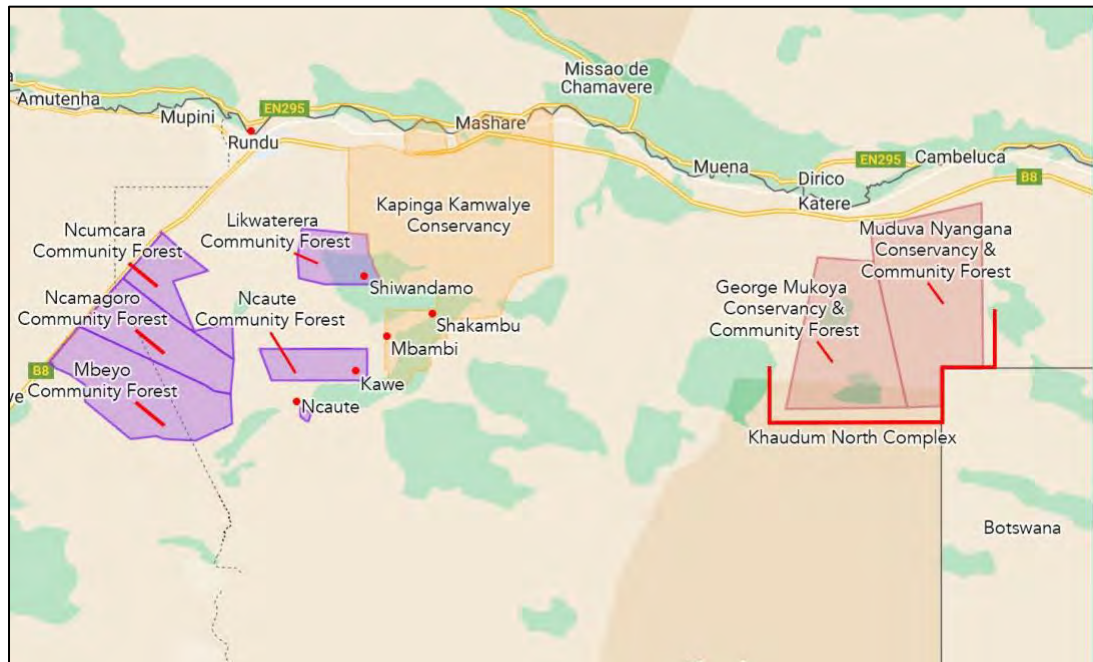 Missao de
Chamavere
Amutenha
Mupini
EN295
Rundu
Mashare
Muena
Dirico
Katere
EN295
Cambeluca
B8
Likwaterera
Community Forest
Kapinga Kamwalye
Conservancy
Ncumcara
Community Forest
Muduva Nyangana
Conservancy &
Community Forest
Shiwandamo
George Mukoya
Conservancy &
Community Forest
Ncamagoro
Community Forest
Ncaute
Community Forest
Shakambu
Mbambi
B8
Mbeyo
Community Forest
Kawe
ye
Ncaute
Khaudum North Complex
Botswana